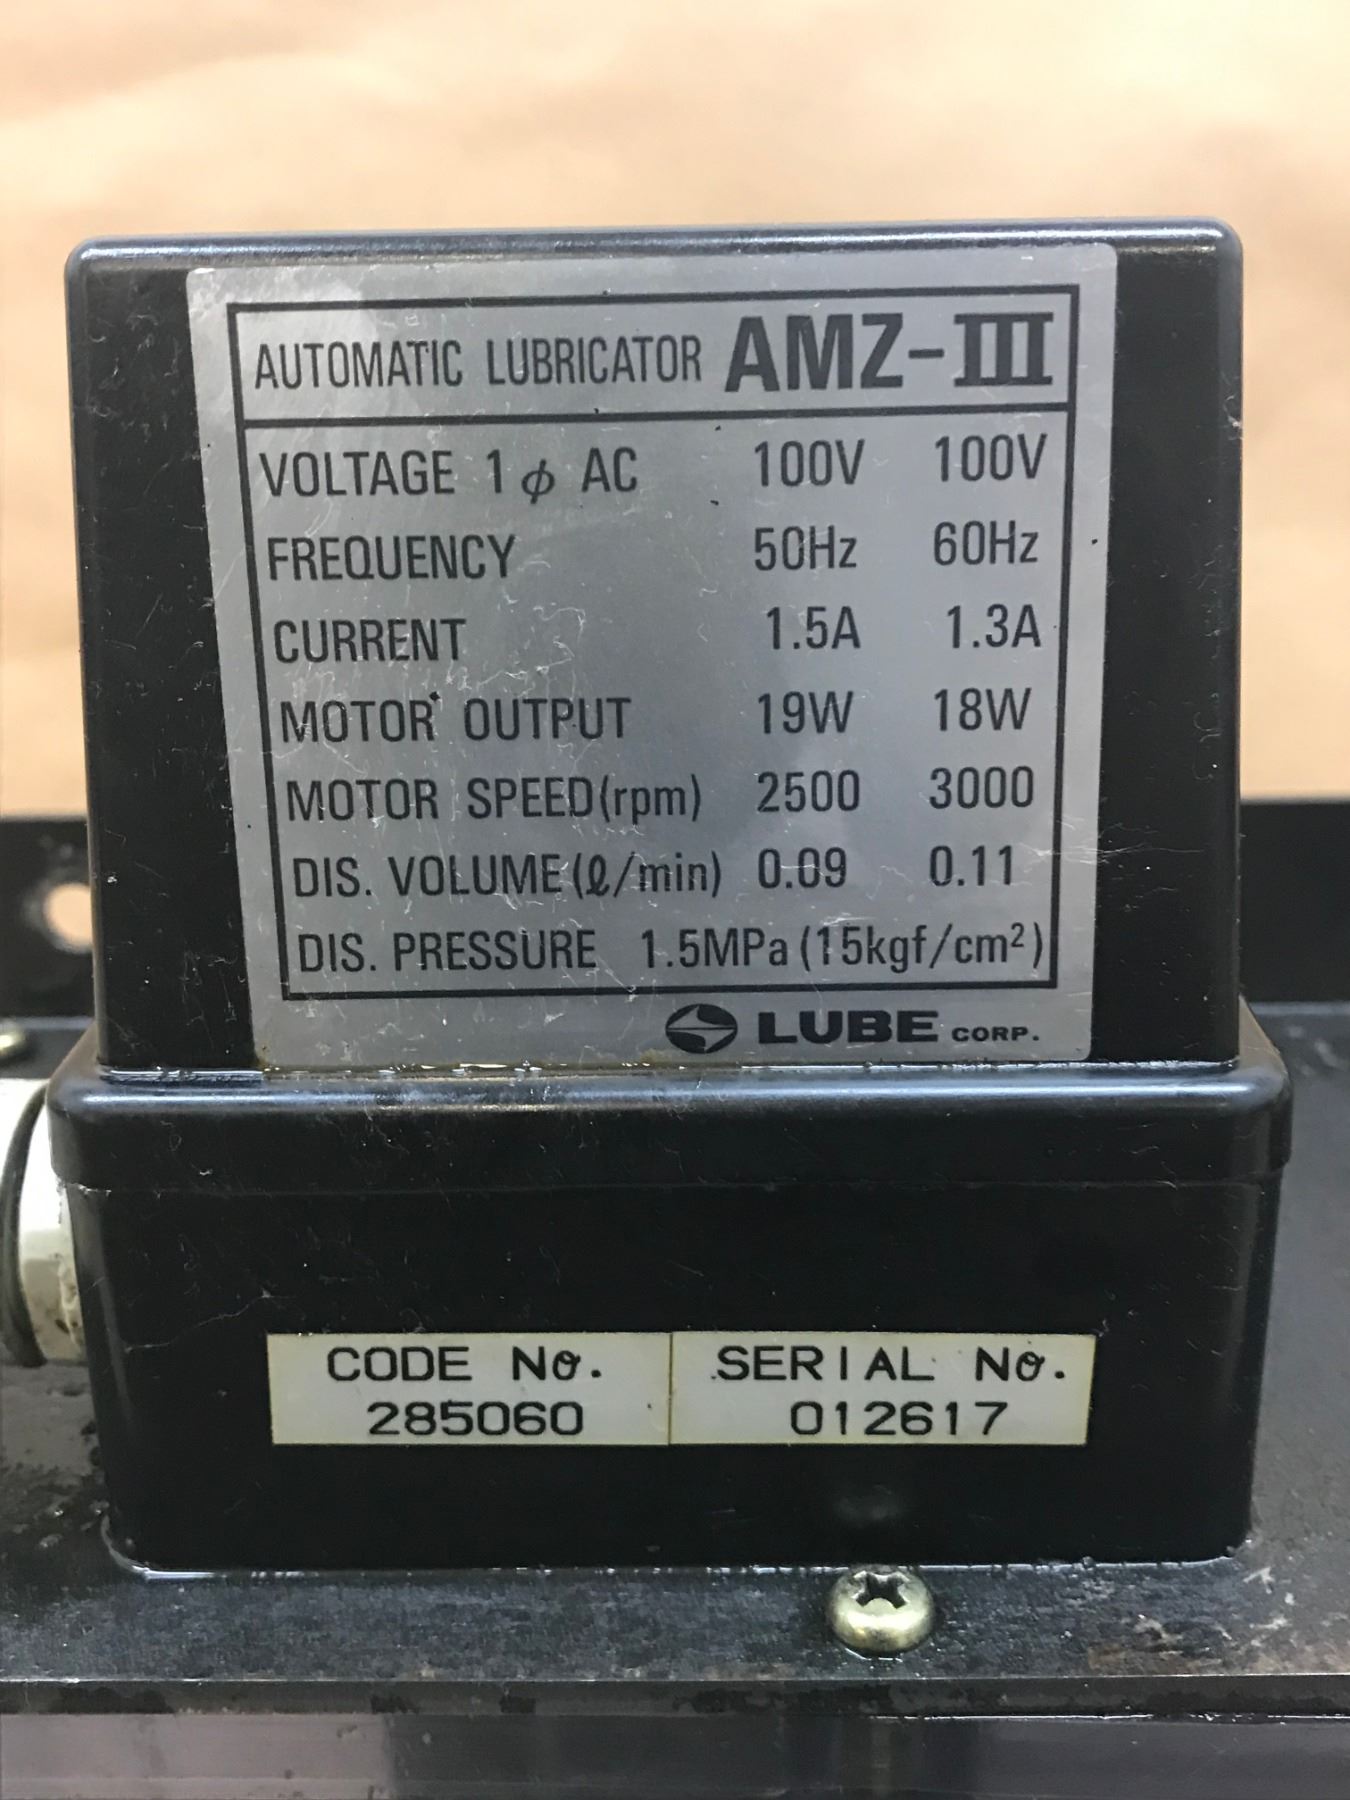 AUTOMATIC LUBRICATOR AMZ-III
VOLTAGE 1φ AC 100V 100V
FREQUENCY 50Hz 60Hz
CURRENT 1.5A 1.3A
MOTOR OUTPUT 19W 18W
MOTOR SPEED(rpm) 2500 3000
DIS. VOLUME(ℓ/min) 0.09 0.11
DIS. PRESSURE 1.5MPa(15kgf/cm²)
LUBE CORP.
CODE No. SERIAL No.
285060 012617